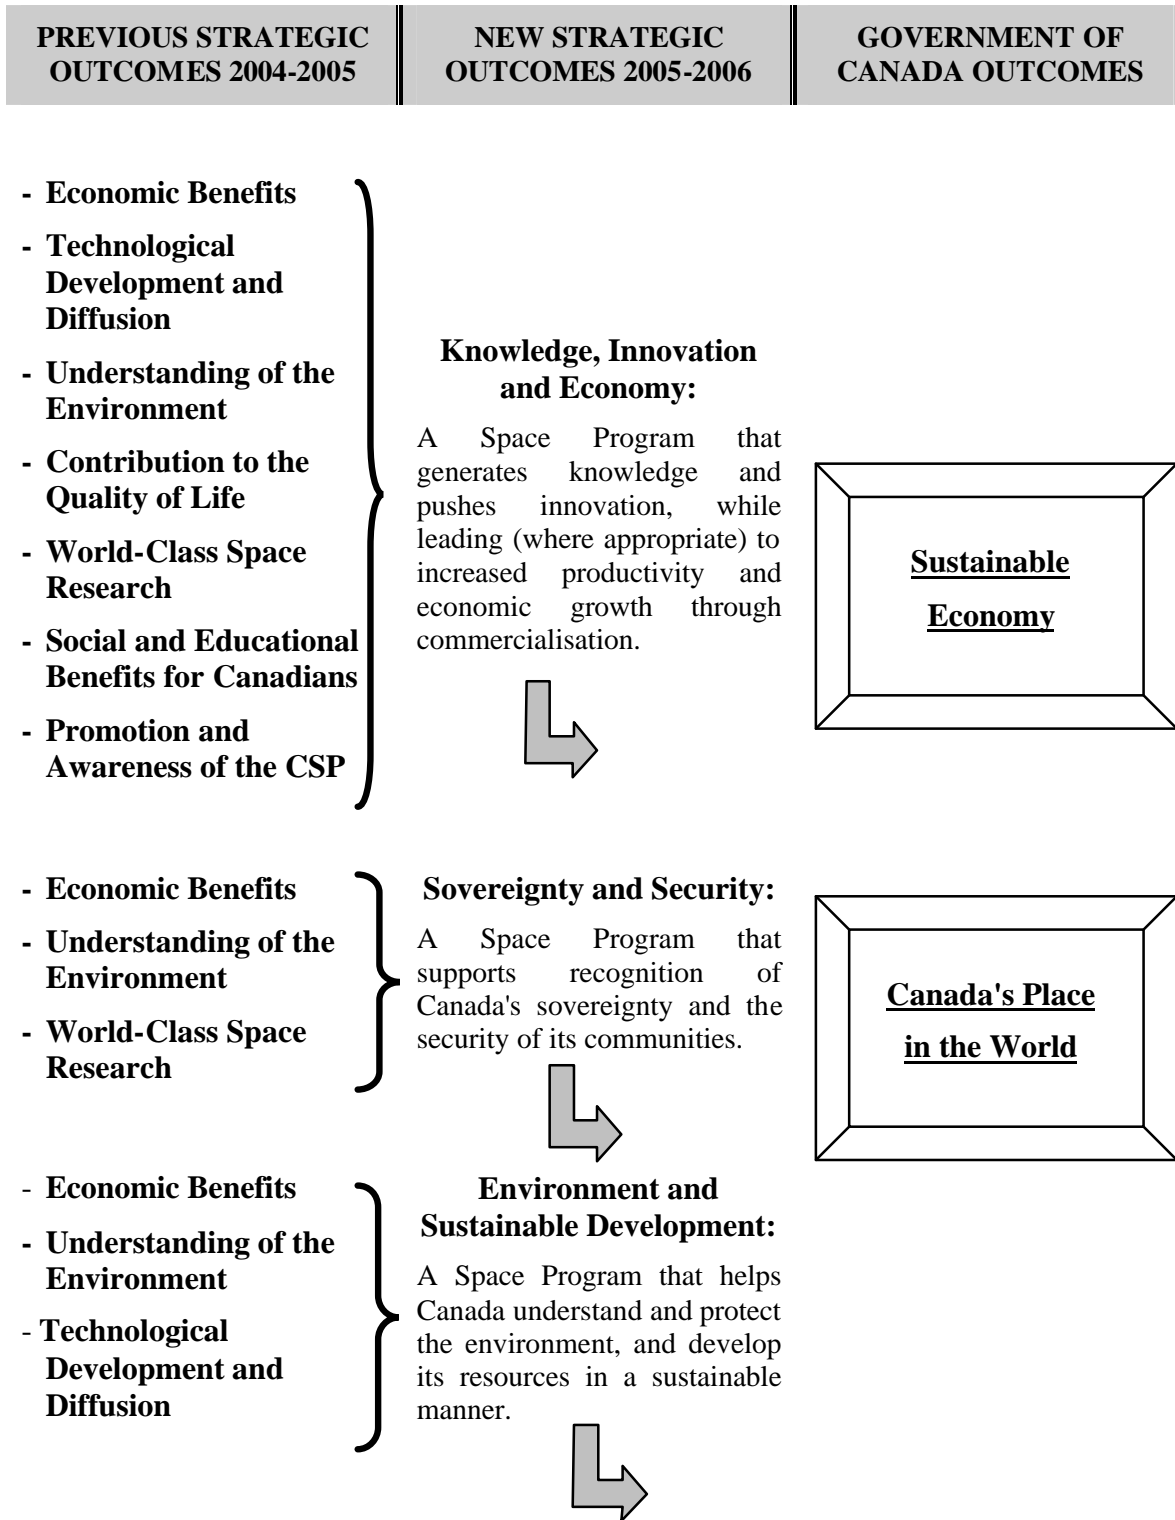 PREVIOUS STRATEGIC
OUTCOMES 2004-2005
NEW STRATEGIC
OUTCOMES 2005-2006
GOVERNMENT OF
CANADA OUTCOMES
- Economic Benefits
- Technological
Development and
Diffusion
- Understanding of the
Environment
- Contribution to the
Quality of Life
- World-Class Space
Research
- Social and Educational
Benefits for Canadians
- Promotion and
Awareness of the CSP
Knowledge, Innovation
and Economy:
A Space Program that
generates knowledge and
pushes innovation, while
leading (where appropriate) to
increased productivity and
economic growth through
commercialisation.
Sustainable
Economy
- Economic Benefits
- Understanding of the
Environment
- World-Class Space
Research
Sovereignty and Security:
A Space Program that
supports recognition of
Canada's sovereignty and the
security of its communities.
Canada's Place
in the World
- Economic Benefits
- Understanding of the
Environment
- Technological
Development and
Diffusion
Environment and
Sustainable Development:
A Space Program that helps
Canada understand and protect
the environment, and develop
its resources in a sustainable
manner.